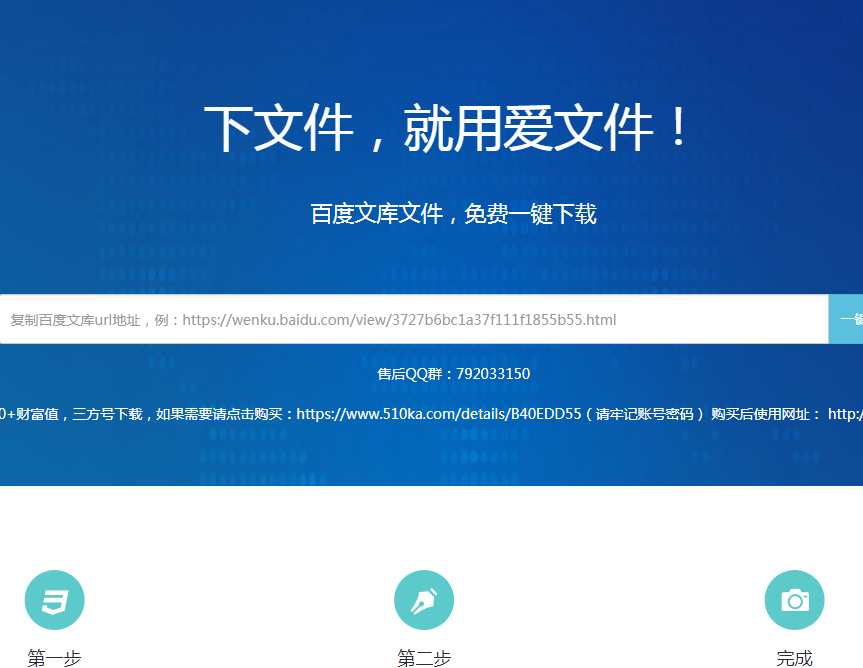 下文件，就用爱文件！
百度文库文件，免费一键下载
复制百度文库url地址，例：https://wenku.baidu.com/view/3727b6bc1a37f111f1855b55.html
一键
售后QQ群：792033150
0+财富值，三方号下载，如果需要请点击购买：https://www.510ka.com/details/B40EDD55（请牢记账号密码） 购买后使用网址： http:/
第一步
第二步
完成